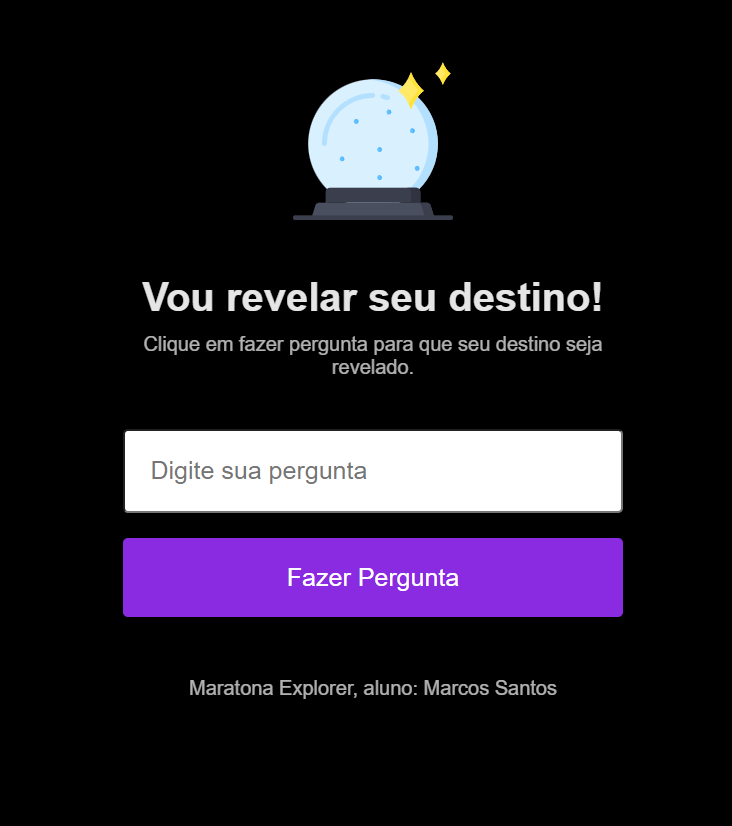 Vou revelar seu destino!
Clique em fazer pergunta para que seu destino seja
revelado.
Digite sua pergunta
Fazer Pergunta
Maratona Explorer, aluno: Marcos Santos